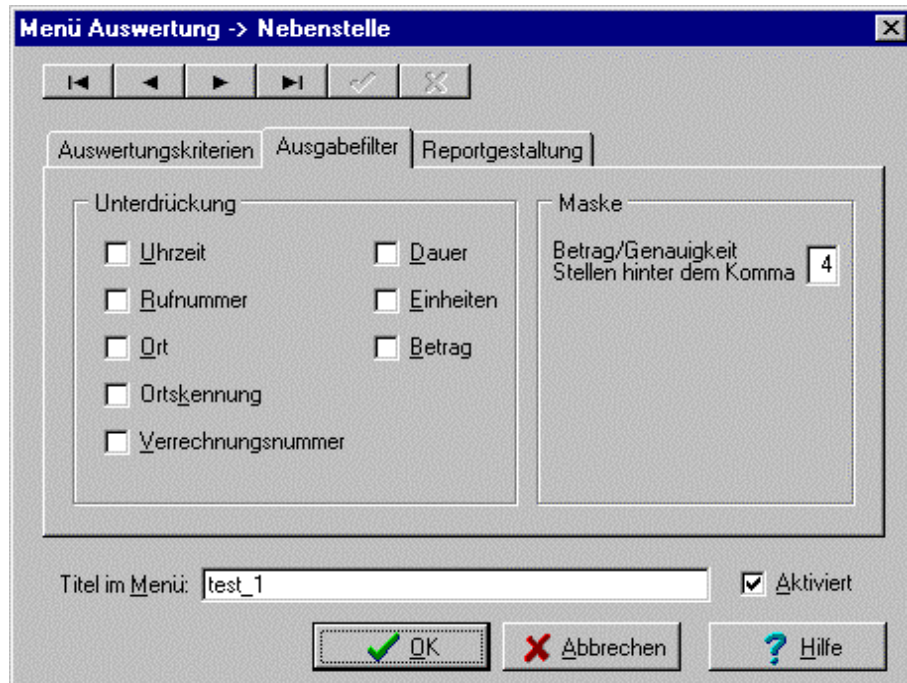 Menü Auswertung -> Nebenstelle
Auswertungskriterien Ausgabefilter Reportgestaltung
Unterdrückung
Uhrzeit
Rufnummer
Ort
Ortskennung
Verrechnungsnummer
Dauer
Einheiten
Betrag
Maske
Betrag/Genauigkeit
Stellen hinter dem Komma 4
Titel im Menü: test_1
Aktiviert
OK Abbrechen ? Hilfe